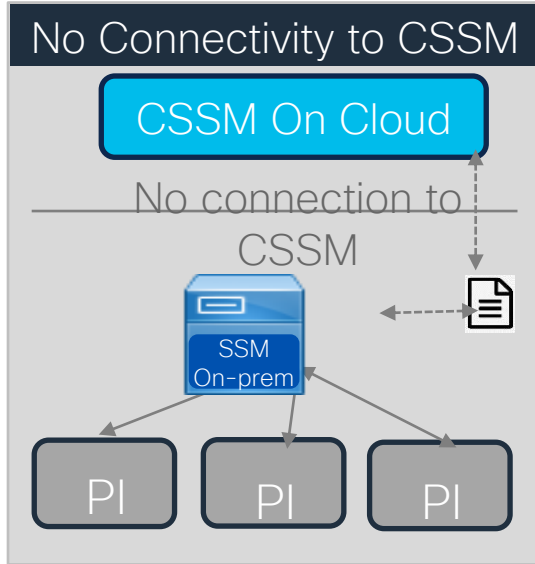 No Connectivity to CSSM
CSSM On Cloud
No connection to
CSSM
SSM
On-prem
PI
PI
PI